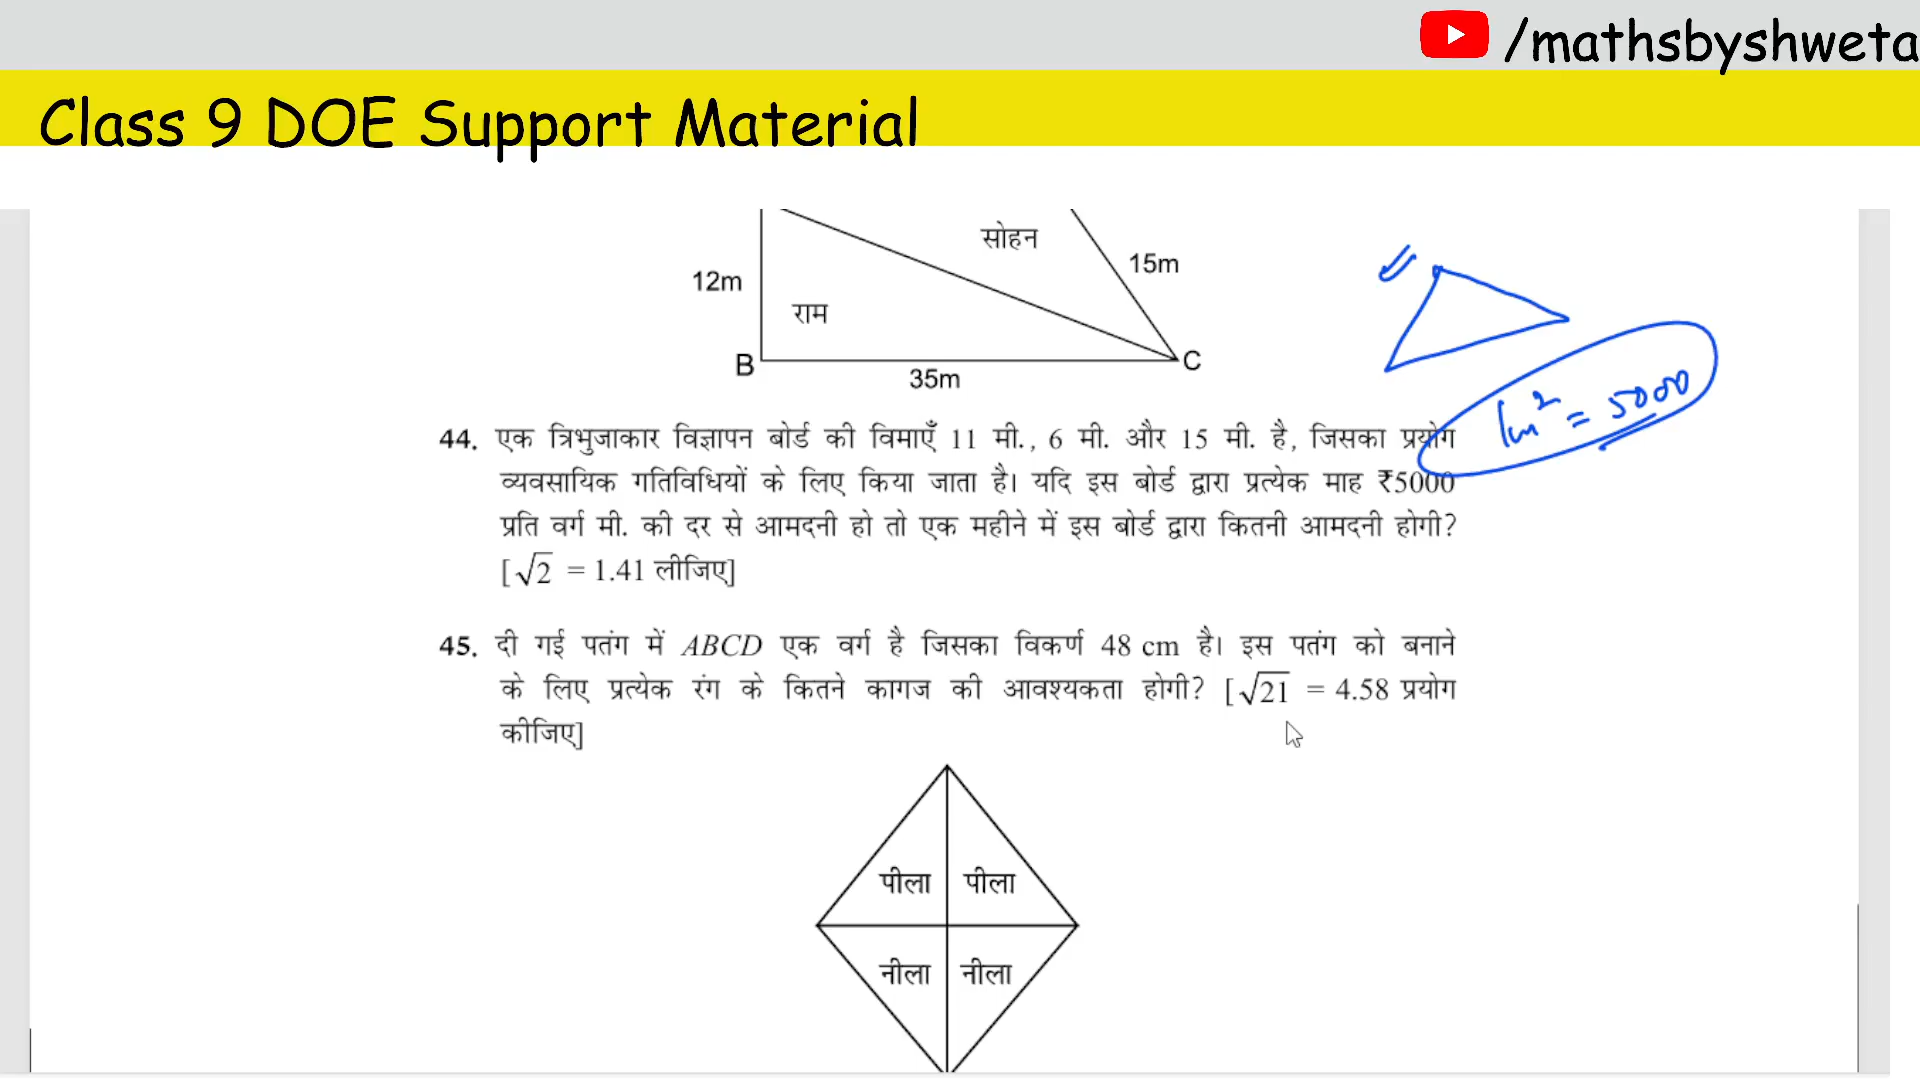 /mathsbyshweta
Class 9 DOE Support Material
सोहन
15m
12m
राम
B
C
35m
1m² = 5000
44. एक त्रिभुजाकार विज्ञापन बोर्ड की विमाएँ 11 मी., 6 मी. और 15 मी. है, जिसका प्रयोग
व्यवसायिक गतिविधियों के लिए किया जाता है। यदि इस बोर्ड द्वारा प्रत्येक माह ₹5000
प्रति वर्ग मी. की दर से आमदनी हो तो एक महीने में इस बोर्ड द्वारा कितनी आमदनी होगी?
[√2 = 1.41 लीजिए]
45. दी गई पतंग में ABCD एक वर्ग है जिसका विकर्ण 48 cm है। इस पतंग को बनाने
के लिए प्रत्येक रंग के कितने कागज की आवश्यकता होगी? [√21 = 4.58 प्रयोग
कीजिए]
पीला पीला
नीला नीला